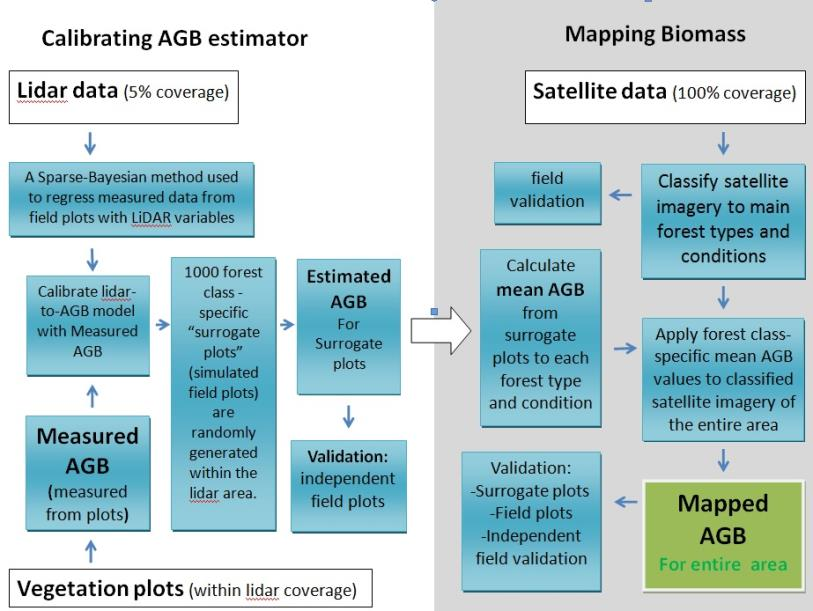 Calibrating AGB estimator
Lidar data (5% coverage)
A Sparse-Bayesian method used
to regress measured data from
field plots with LiDAR variables
Calibrate lidar-
to-AGB model
with Measured
AGB
Measured
AGB
(measured
from plots)
Vegetation plots (within lidar coverage)
1000 forest
class -
specific
“surrogate
plots”
(simulated
field plots)
are
randomly
generated
within the
lidar area.
Estimated
AGB
For
Surrogate
plots
Validation:
independent
field plots
Mapping Biomass
Satellite data (100% coverage)
Classify satellite
imagery to main
forest types and
conditions
field
validation
Calculate
mean AGB
from
surrogate
plots to each
forest type
and condition
Apply forest class-
specific mean AGB
values to classified
satellite imagery of
the entire area
Mapped
AGB
For entire area
Validation:
-Surrogate plots
-Field plots
-Independent
field validation